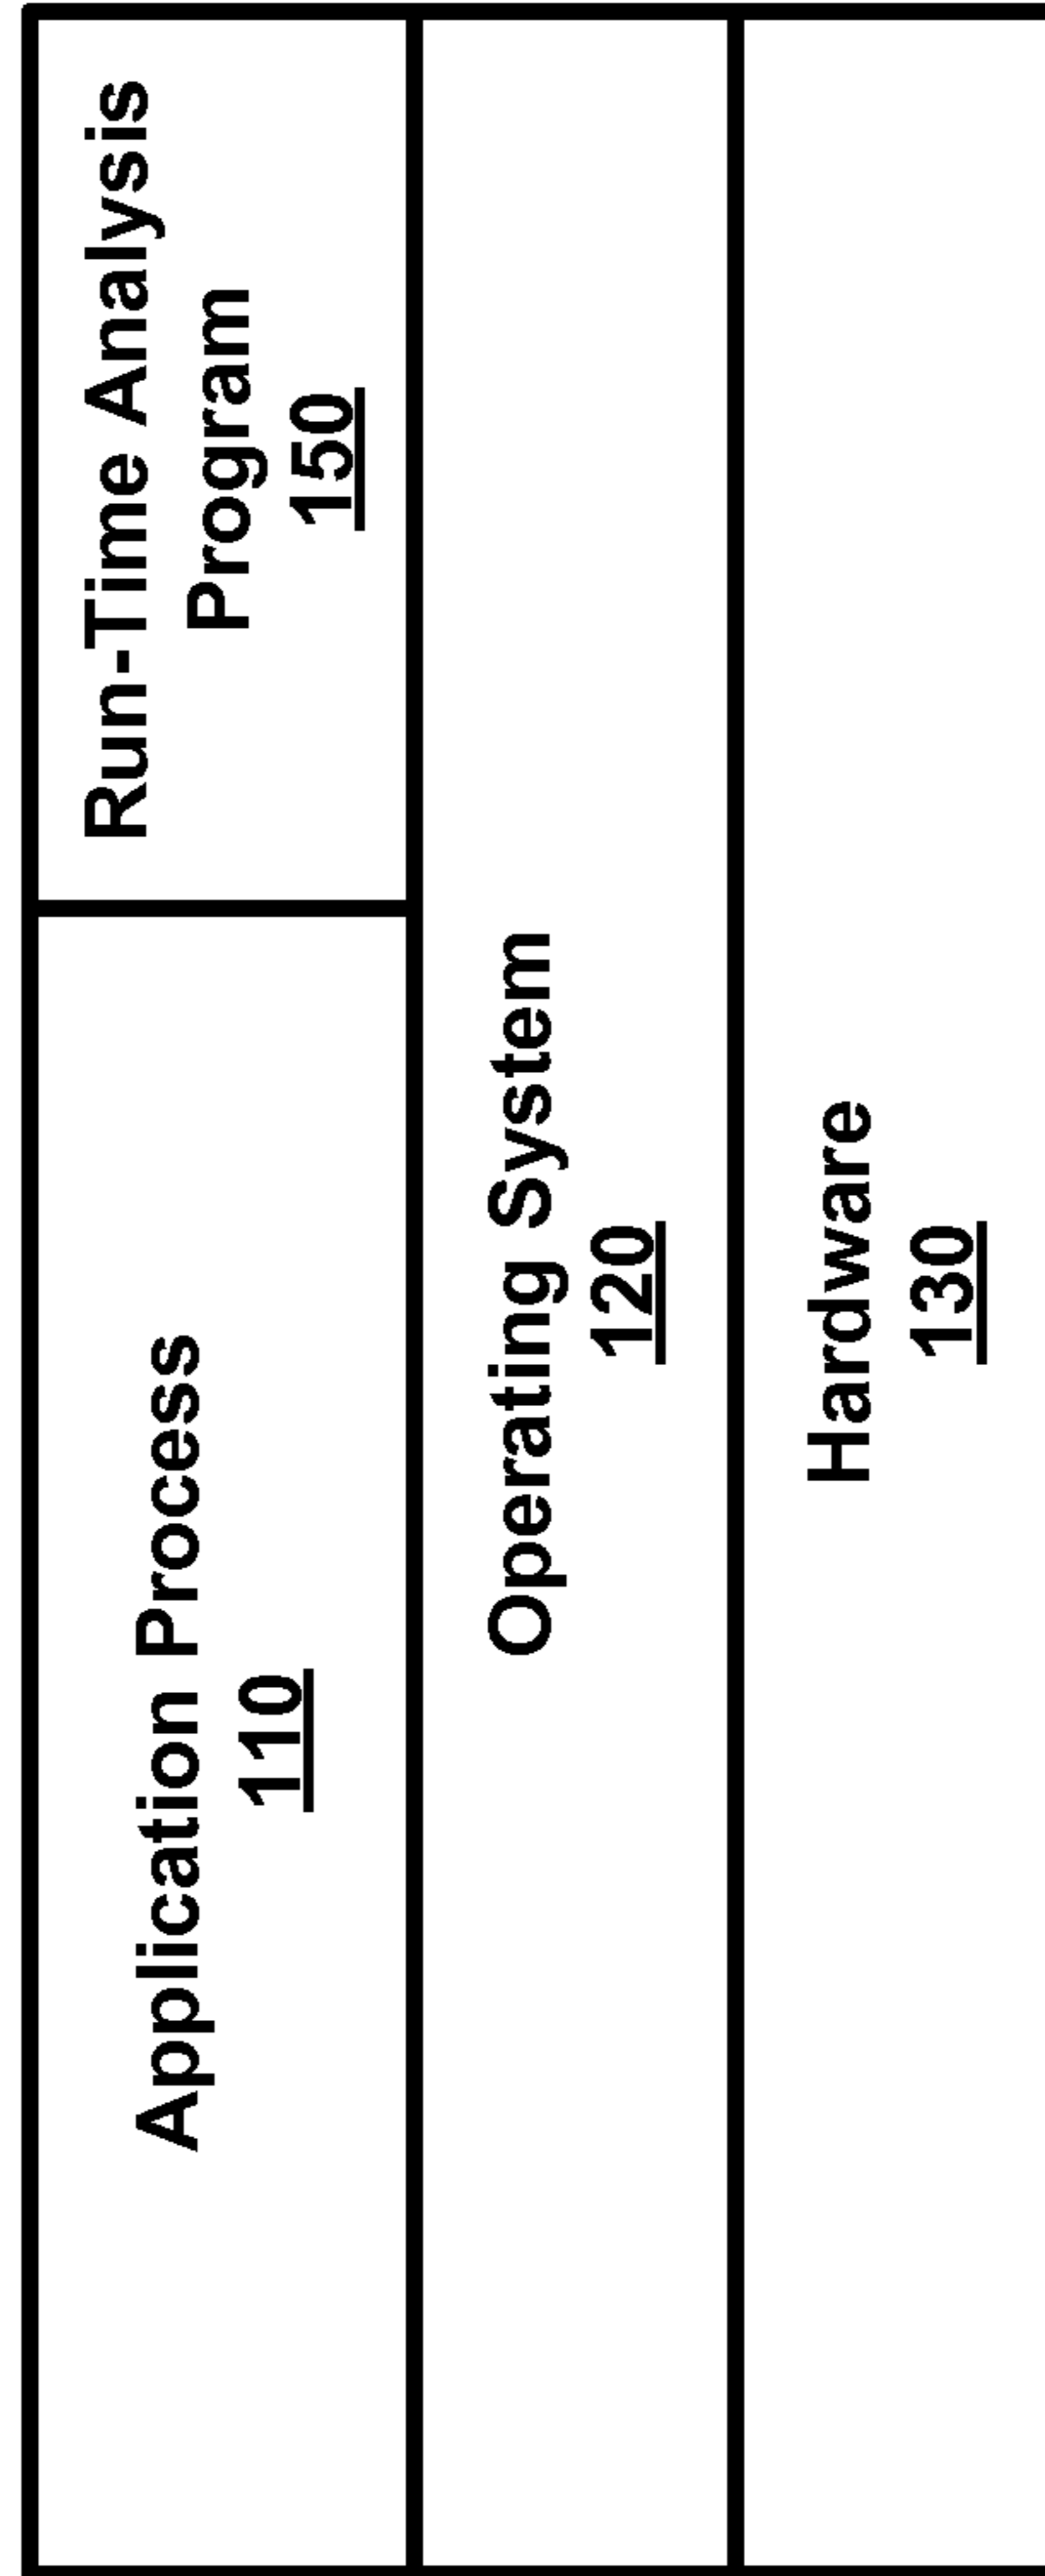 Application Process
110
Run-Time Analysis
Program
150
Operating System
120
Hardware
130